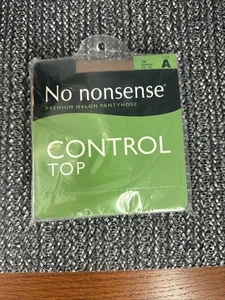 A
No nonsense®
PREMIUM NYLON PANTYHOSE
CONTROL
TOP